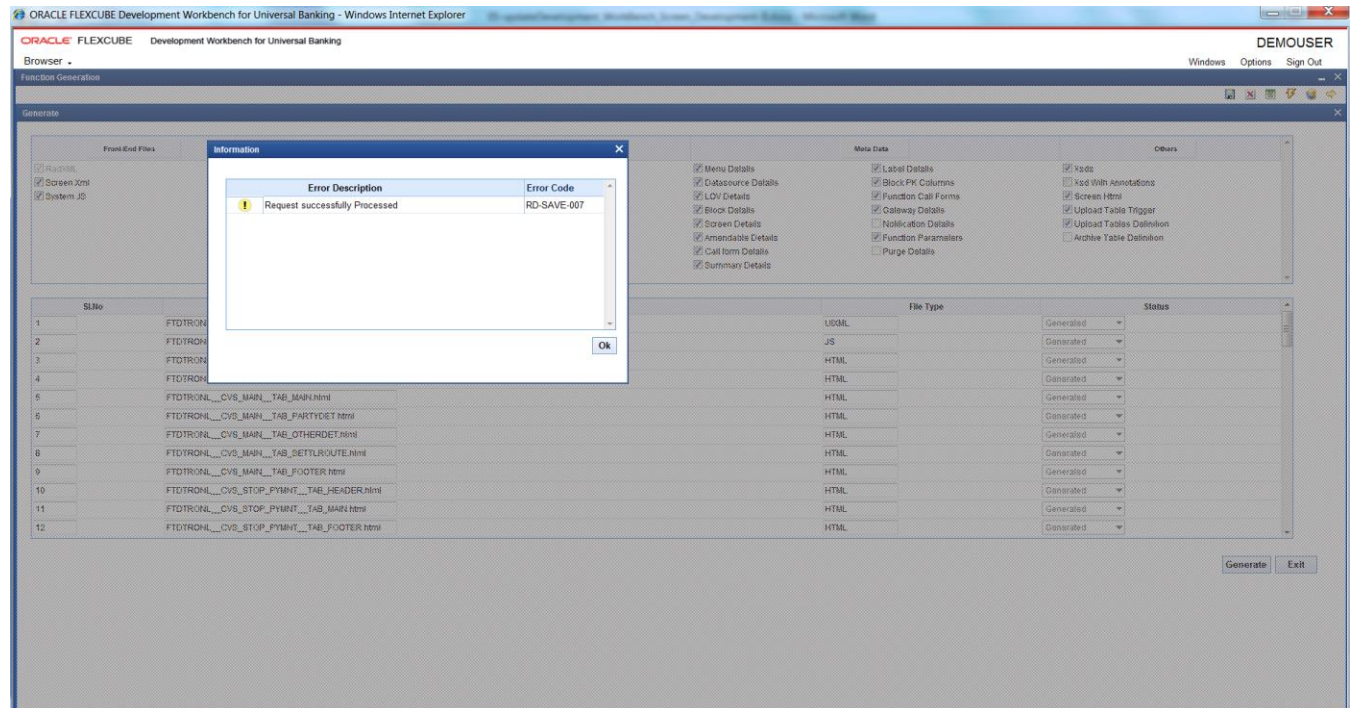 ORACLE FLEXCUBE Development Workbench for Universal Banking - Windows Internet Explorer
ORACLE FLEXCUBE Development Workbench for Universal Banking
DEMOUSER
Browser
Windows Options Sign Out
Function Generation
Generate
Front-End Files
Meta Data
Others
RadXML
Screen Xml
System JS
Menu Details
Datasource Details
LOV Details
Block Details
Screen Details
Amendable Details
Call form Details
Summary Details
Label Details
Block PK Columns
Function Call Forms
Gateway Details
Notification Details
Function Parameters
Purge Details
Xsds
Xsd With Annotations
Screen Html
Upload Table Trigger
Upload Tables Definition
Archive Table Definition
Information
Error Description Error Code
Request successfully Processed RD-SAVE-007
Ok
Sl.No File Type Status
1 FTDTRON UIXML Generated
2 FTDTRON JS Generated
3 FTDTRON HTML Generated
4 FTDTRON HTML Generated
5 FTDTRONL__CVS_MAIN__TAB_MAIN.html HTML Generated
6 FTDTRONL__CVS_MAIN__TAB_PARTYDET.html HTML Generated
7 FTDTRONL__CVS_MAIN__TAB_OTHERDET.html HTML Generated
8 FTDTRONL__CVS_MAIN__TAB_SETTLROUTE.html HTML Generated
9 FTDTRONL__CVS_MAIN__TAB_FOOTER.html HTML Generated
10 FTDTRONL__CVS_STOP_PYMNT__TAB_HEADER.html HTML Generated
11 FTDTRONL__CVS_STOP_PYMNT__TAB_MAIN.html HTML Generated
12 FTDTRONL__CVS_STOP_PYMNT__TAB_FOOTER.html HTML Generated
Generate Exit